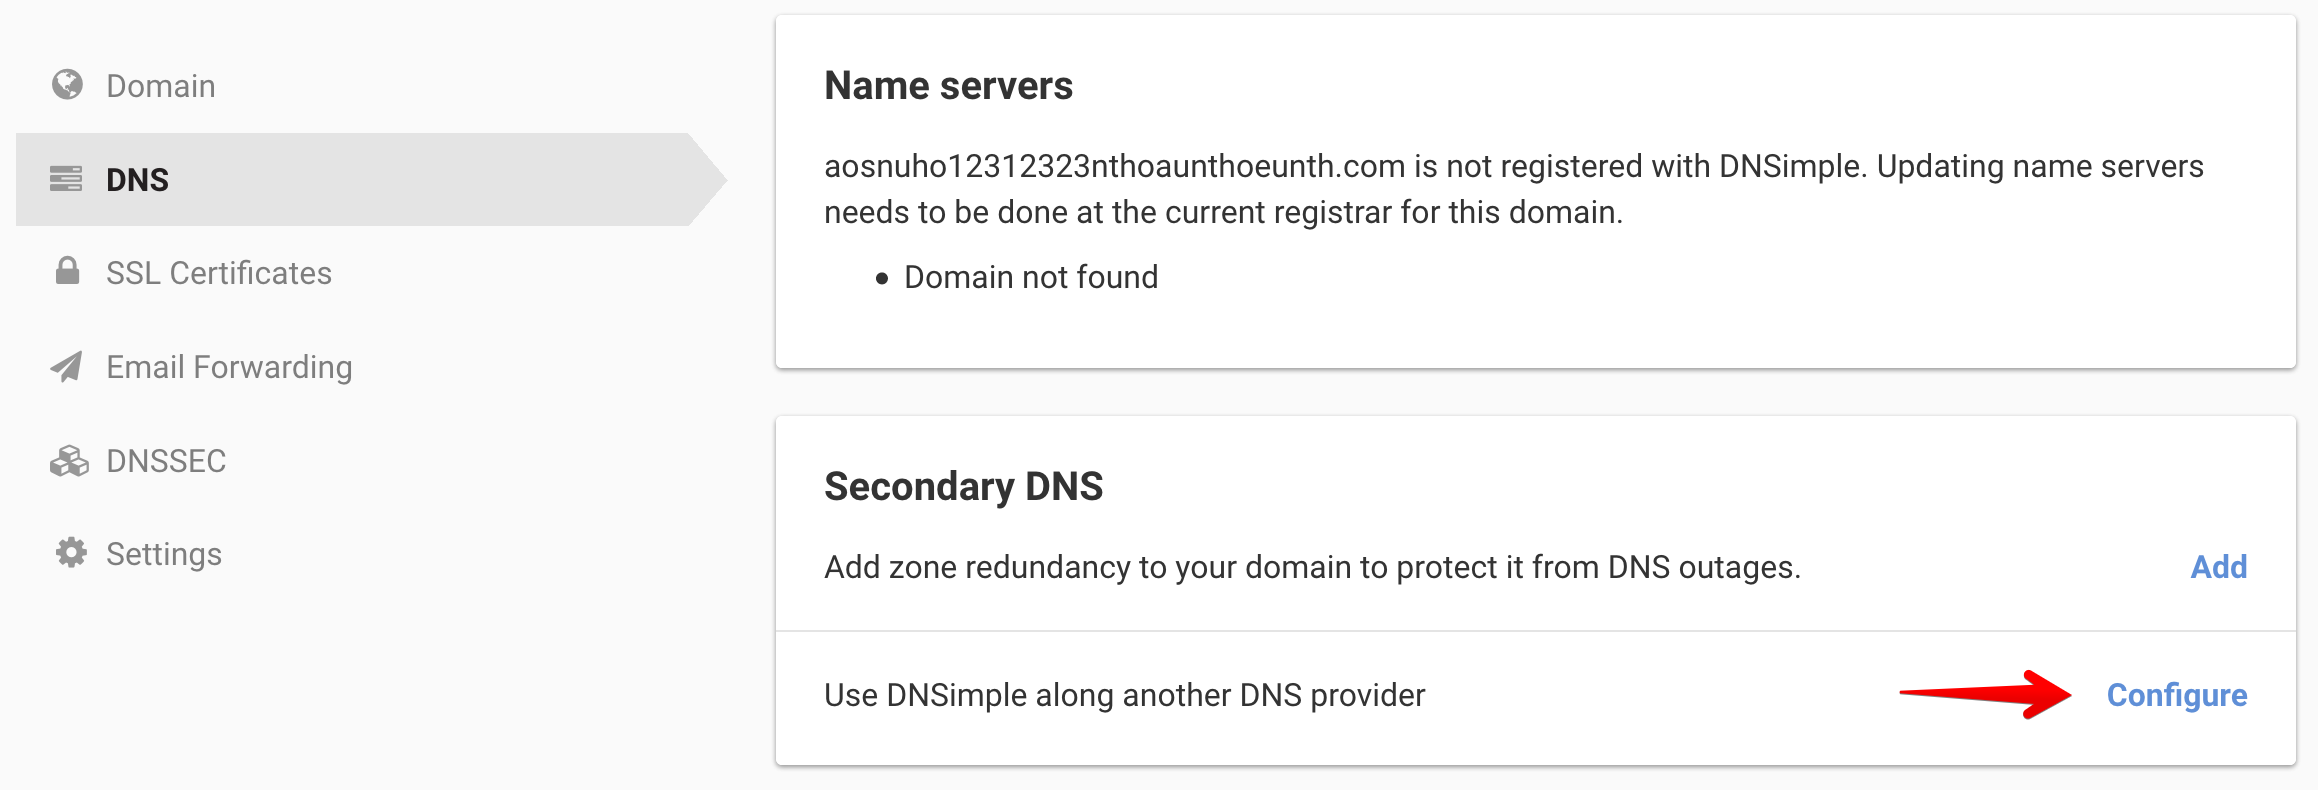 Domain
DNS
SSL Certificates
Email Forwarding
DNSSEC
Settings
Name servers
aosnuho12312323nthoaunthoeunth.com is not registered with DNSimple. Updating name servers
needs to be done at the current registrar for this domain.
• Domain not found
Secondary DNS
Add zone redundancy to your domain to protect it from DNS outages. Add
Use DNSimple along another DNS provider Configure